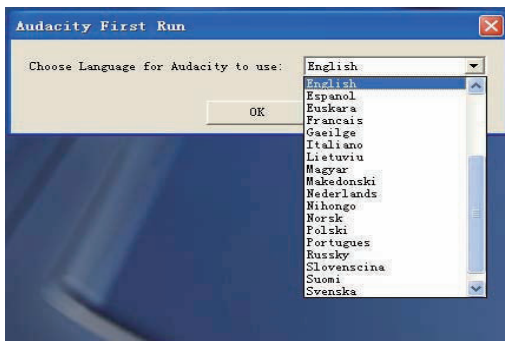 Audacity First Run
Choose Language for Audacity to use: English
OK
English
Espanol
Euskara
Francais
Gaeilge
Italiano
Lietuviu
Magyar
Makedonski
Nederlands
Nihongo
Norsk
Polski
Portugues
Russky
Slovenscina
Suomi
Svenska